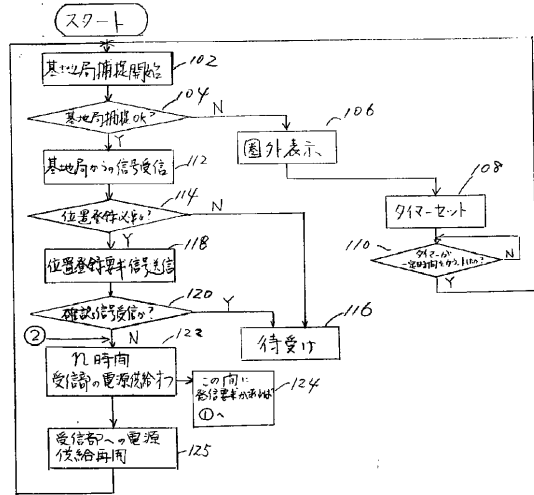 スタート
基地局捕捉開始
102
基地局捕捉OK?
104
N
Y
圏外表示
106
基地局からの信号受信
112
タイマーセット
108
位置登録必要か?
114
N
Y
110
タイマーが
一定時間をカウントしたか?
N
Y
位置登録要求信号送信
118
確認信号受信か?
120
Y
N
待受け
116
②
n時間
受信部の電源供給オフ
122
この間に
発信要求があれば
①へ
124
受信部への電源
供給再開
125